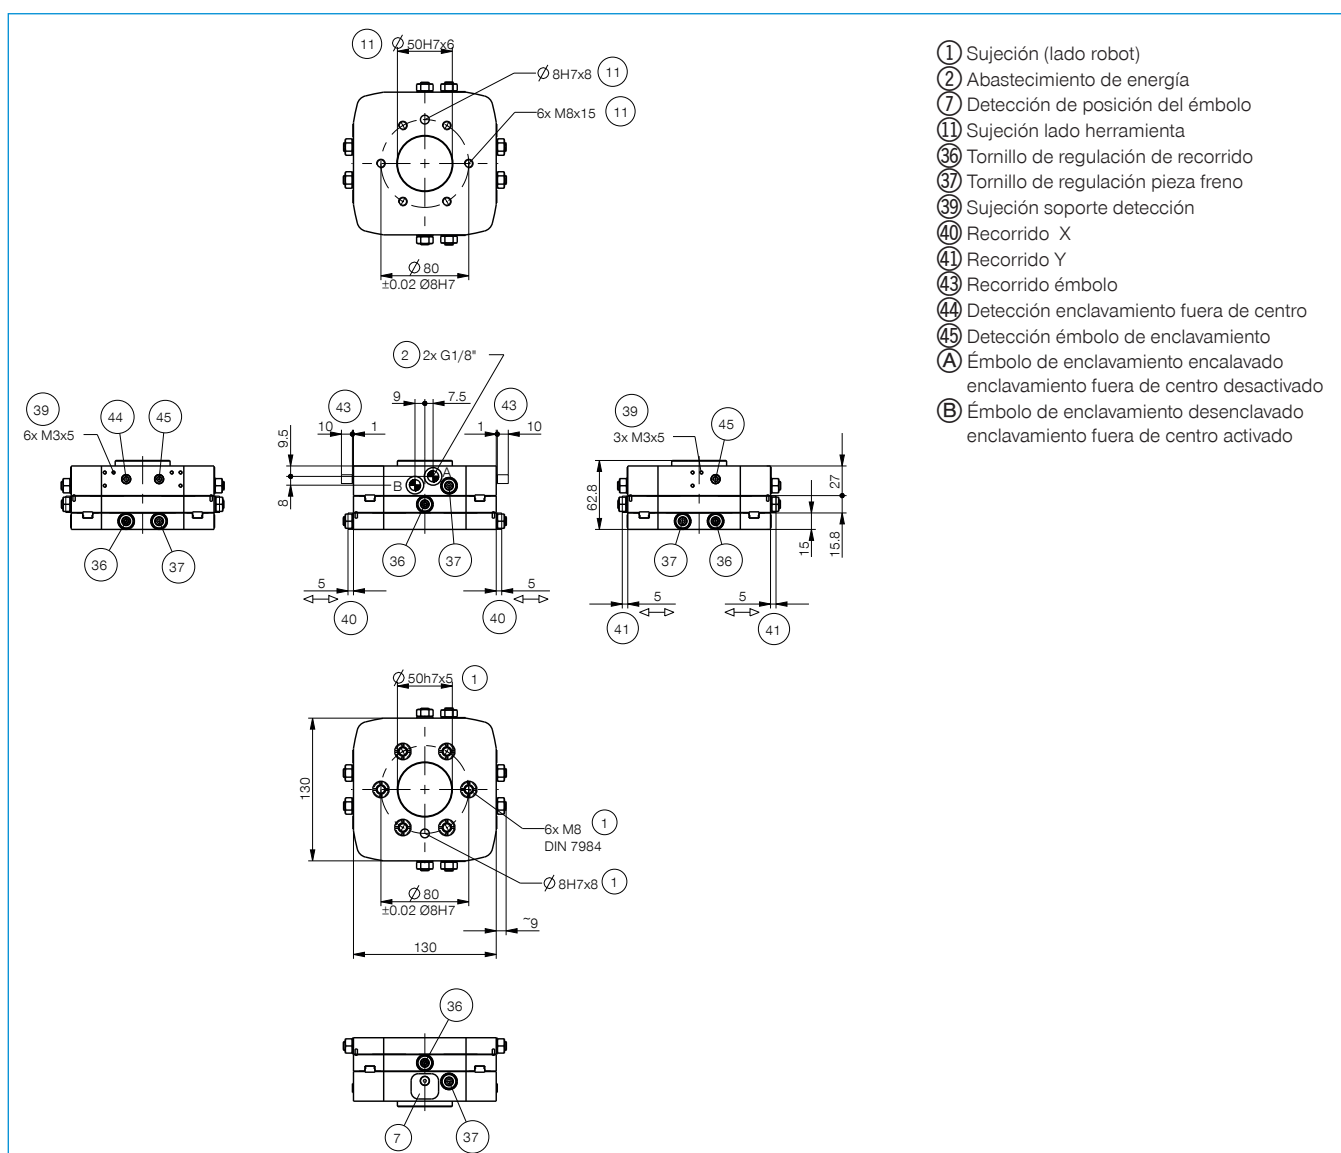 11 Ø 50H7x6
Ø 8H7x8 11
6x M8x15 11
Ø 80
±0.02 Ø8H7
① Sujeción (lado robot)
② Abastecimiento de energía
⑦ Detección de posición del émbolo
⑪ Sujeción lado herramienta
㊱ Tornillo de regulación de recorrido
㊲ Tornillo de regulación pieza freno
㊴ Sujeción soporte detección
㊵ Recorrido X
㊶ Recorrido Y
㊸ Recorrido émbolo
㊹ Detección enclavamiento fuera de centro
㊺ Detección émbolo de enclavamiento
Ⓐ Émbolo de enclavamiento encalavado
enclavamiento fuera de centro desactivado
Ⓑ Émbolo de enclavamiento desenclavado
enclavamiento fuera de centro activado
39 44 45
6x M3x5
36 37
2 2x G1/8"
43 9 7.5 43
10 1 1 10
9.5
8
A
B
36 37
5 5
40 40
39 45
3x M3x5
62.8
27
15
15.8
37 36
5 5
41 41
Ø 50h7x5 1
130
6x M8 1
DIN 7984
Ø 8H7x8 1
Ø 80
±0.02 Ø8H7
~9
130
36
7 37